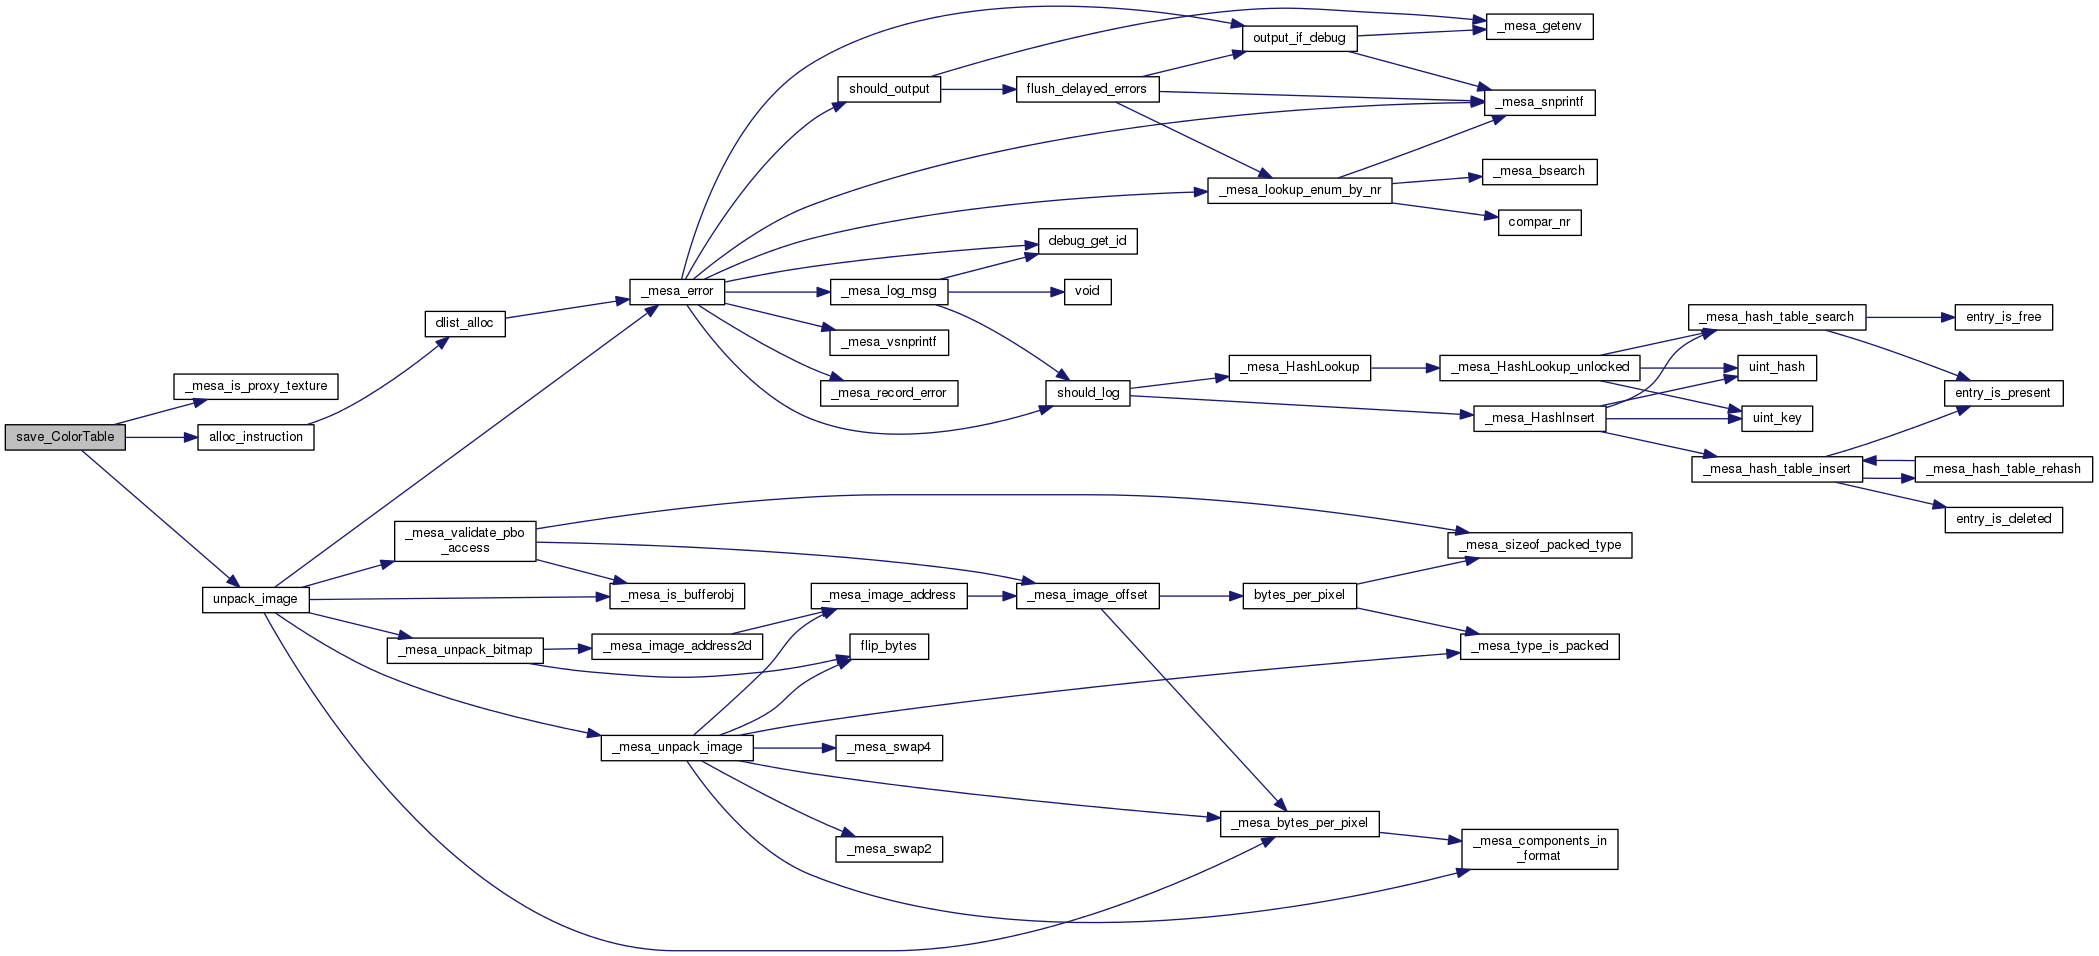 _mesa_getenv
output_if_debug
should_output
flush_delayed_errors
_mesa_snprintf
_mesa_bsearch
_mesa_lookup_enum_by_nr
compar_nr
debug_get_id
_mesa_error
_mesa_log_msg
void
dlist_alloc
_mesa_vsnprintf
_mesa_hash_table_search
entry_is_free
_mesa_is_proxy_texture
_mesa_record_error
should_log
_mesa_HashLookup
_mesa_HashLookup_unlocked
uint_hash
entry_is_present
save_ColorTable
alloc_instruction
_mesa_HashInsert
uint_key
_mesa_hash_table_insert
_mesa_hash_table_rehash
entry_is_deleted
_mesa_validate_pbo
_access
_mesa_sizeof_packed_type
unpack_image
_mesa_is_bufferobj
_mesa_image_address
_mesa_image_offset
bytes_per_pixel
_mesa_unpack_bitmap
_mesa_image_address2d
flip_bytes
_mesa_type_is_packed
_mesa_unpack_image
_mesa_swap4
_mesa_bytes_per_pixel
_mesa_swap2
_mesa_components_in
_format